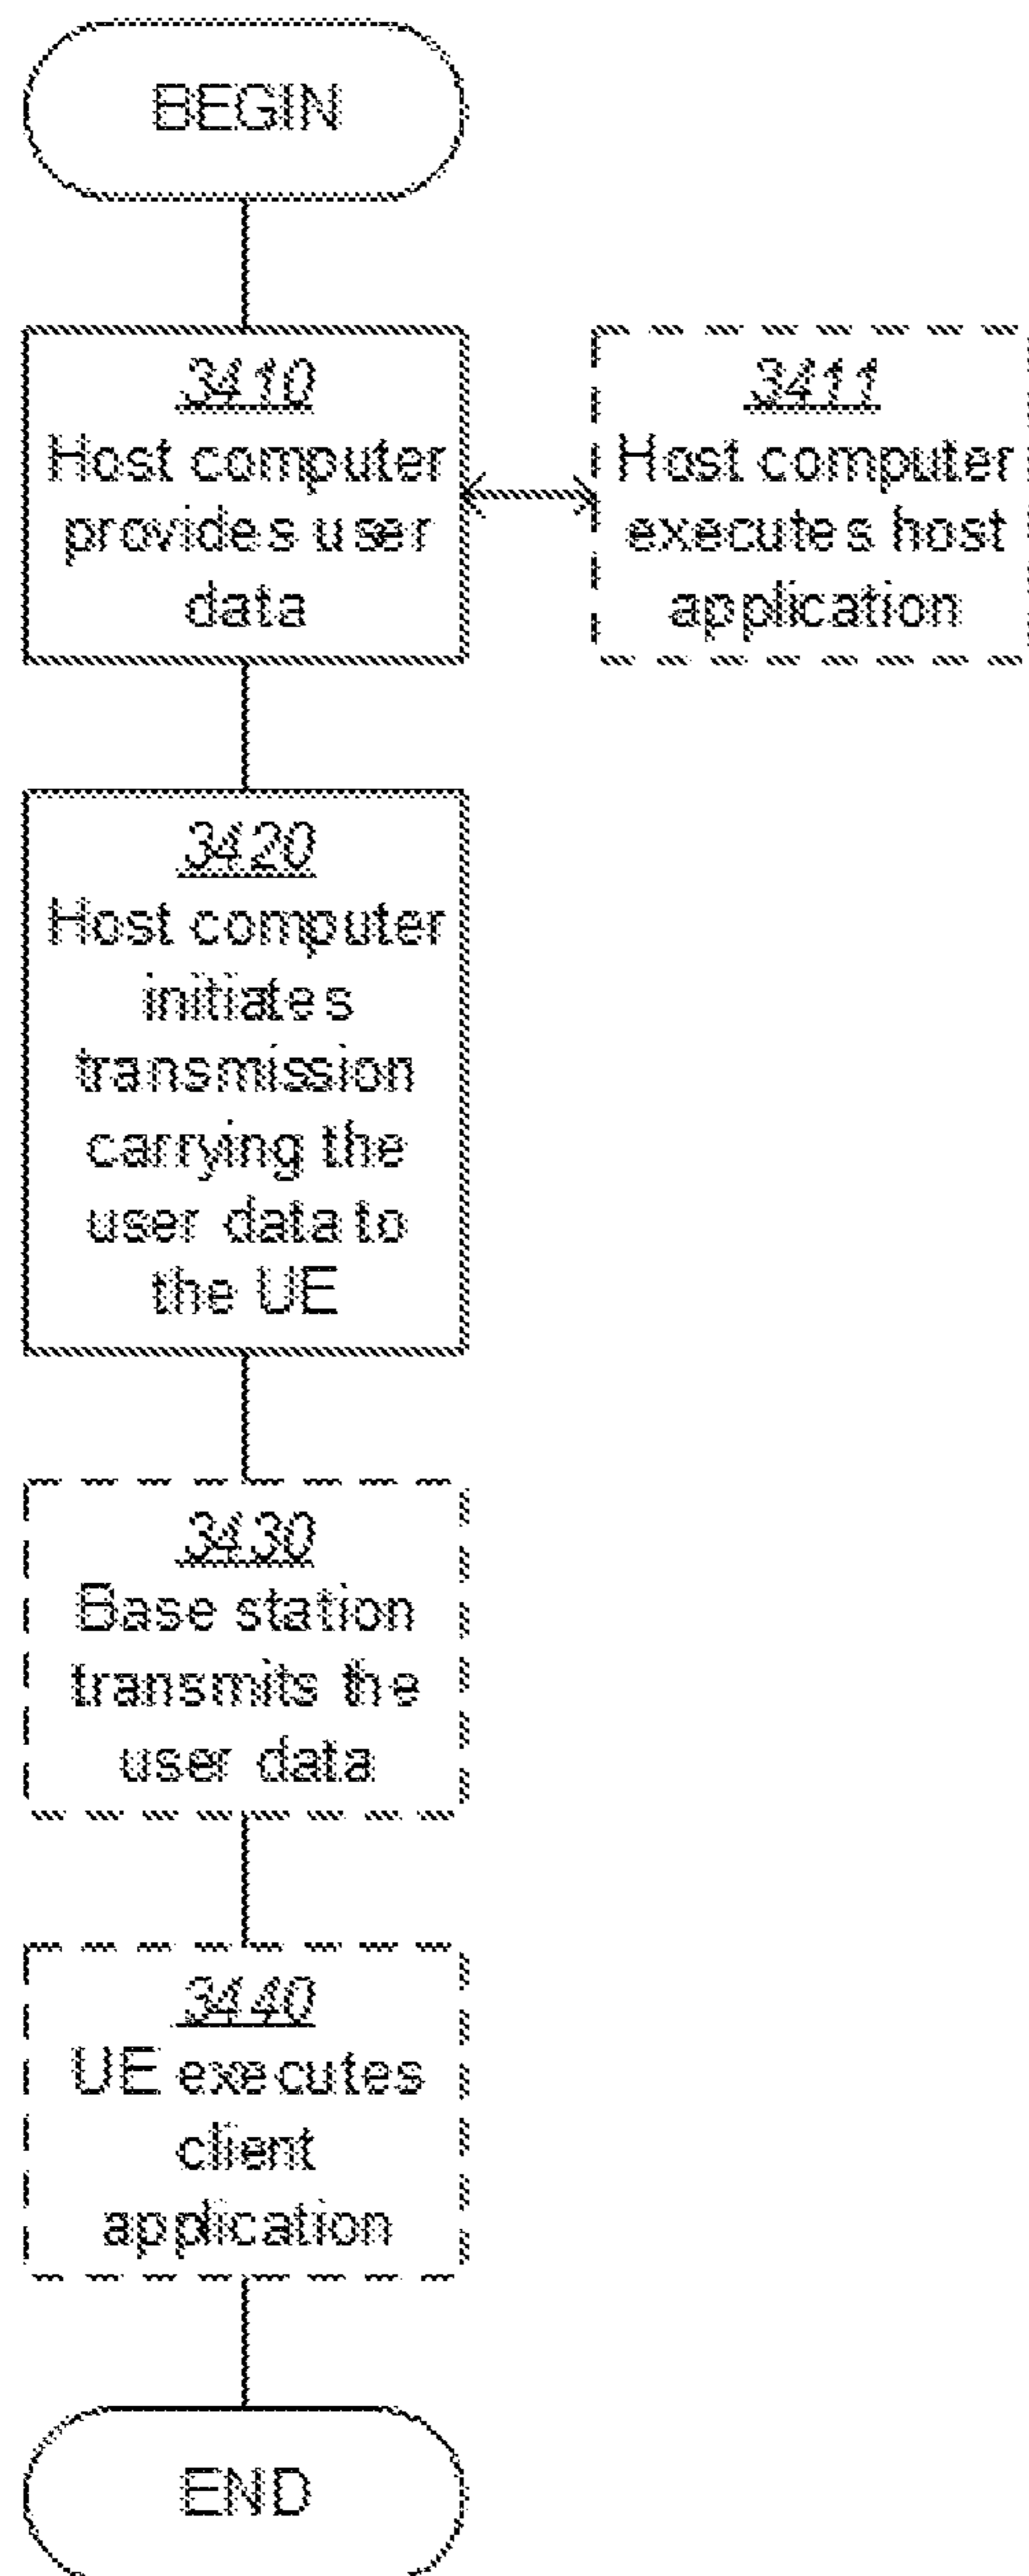 BEGIN
3410
Host computer
provides user
data
3411
Host computer
executes host
application
3420
Host computer
initiates
transmission
carrying the
user data to
the UE
3430
Base station
transmits the
user data
3440
UE executes
client
application
END